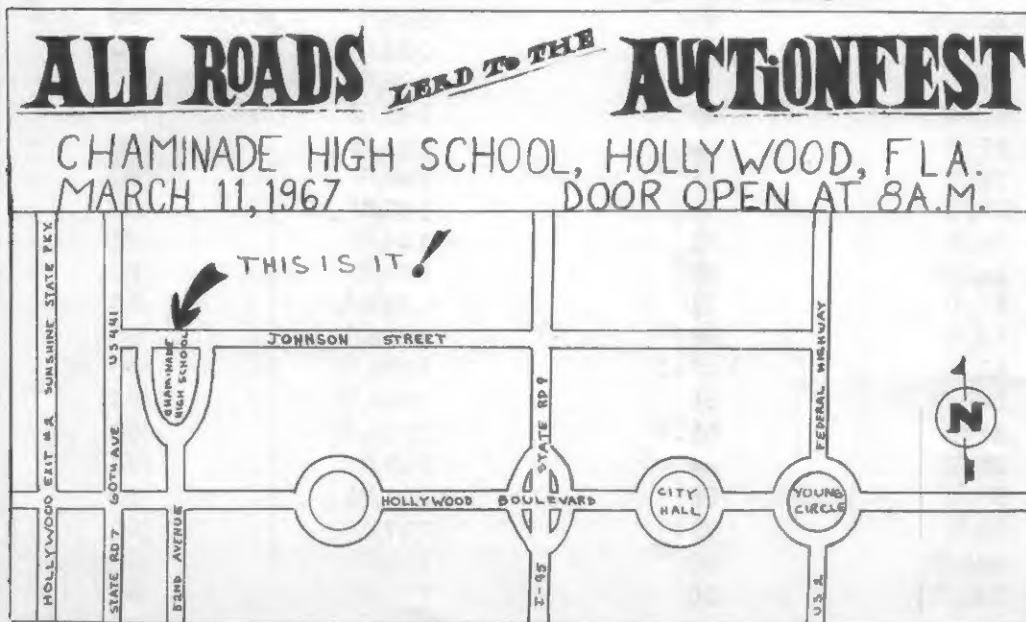 ALL ROADS LEAD To THE AUCTiONFEST
CHAMINADE HIGH SCHOOL, HOLLYWOOD, FLA.
MARCH 11, 1967 DOOR OPEN AT 8A.M.
THIS IS IT!
JOHNSON STREET
CHAMINADE
HIGH SCHOOL
HOLLYWOOD EXIT #2 SUNSHINE STATE PKY.
STATE RD 7 60TH AVE US 441
52ND AVENUE
HOLLYWOOD BOULEVARD
I-95 STATE RD 9
CITY
HALL
YOUNG
CIRCLE
FEDERAL HIGHWAY
US 1
N